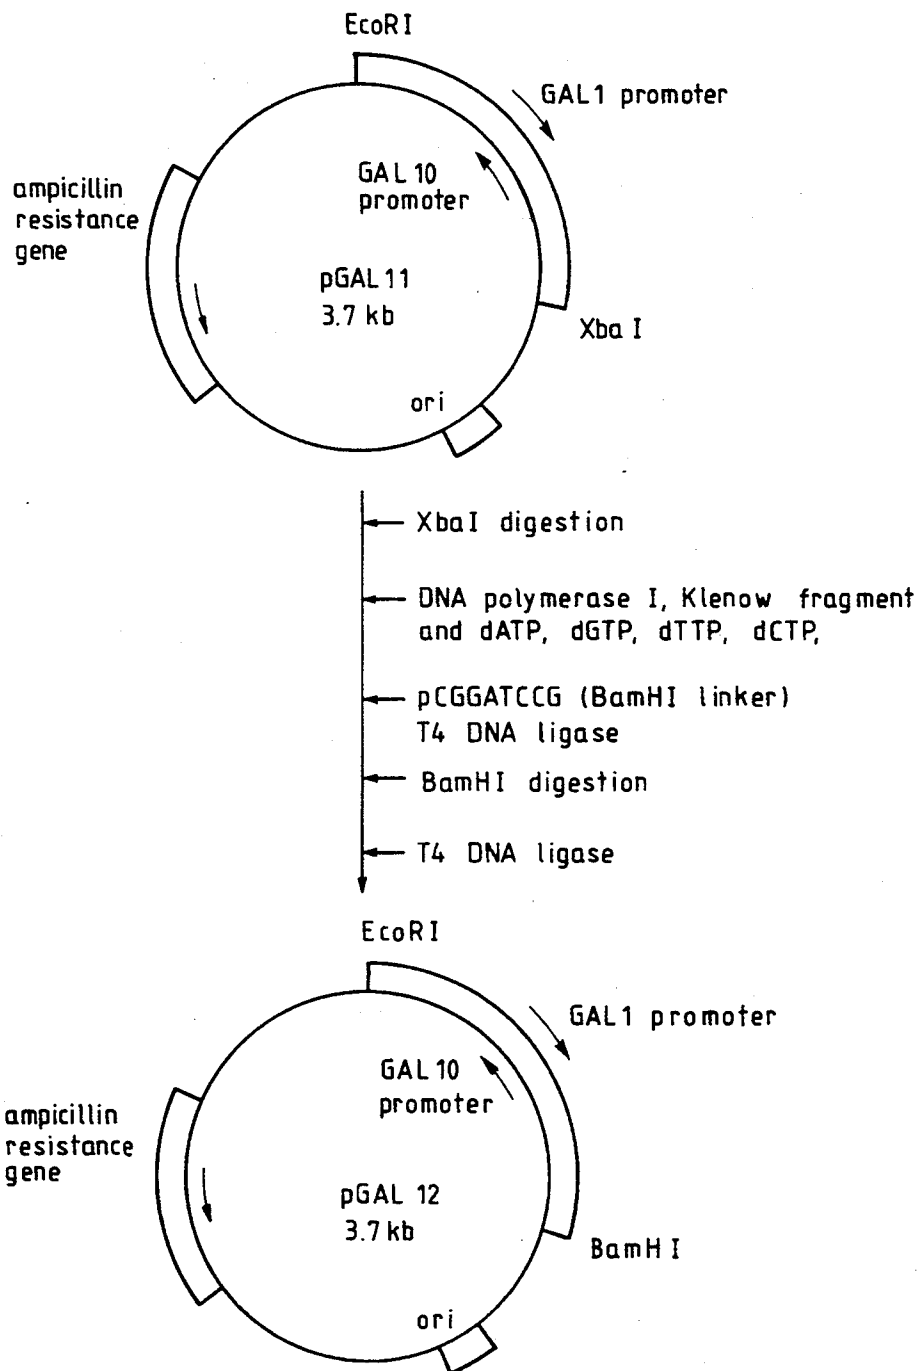 EcoRI
GAL1 promoter
GAL 10
promoter
ampicillin
resistance
gene
pGAL 11
3.7 kb
Xba I
ori
XbaI digestion
DNA polymerase I, Klenow fragment
and dATP, dGTP, dTTP, dCTP,
pCGGATCCG (BamHI linker)
T4 DNA ligase
BamHI digestion
T4 DNA ligase
EcoRI
GAL1 promoter
GAL 10
promoter
ampicillin
resistance
gene
pGAL 12
3.7 kb
BamH I
ori